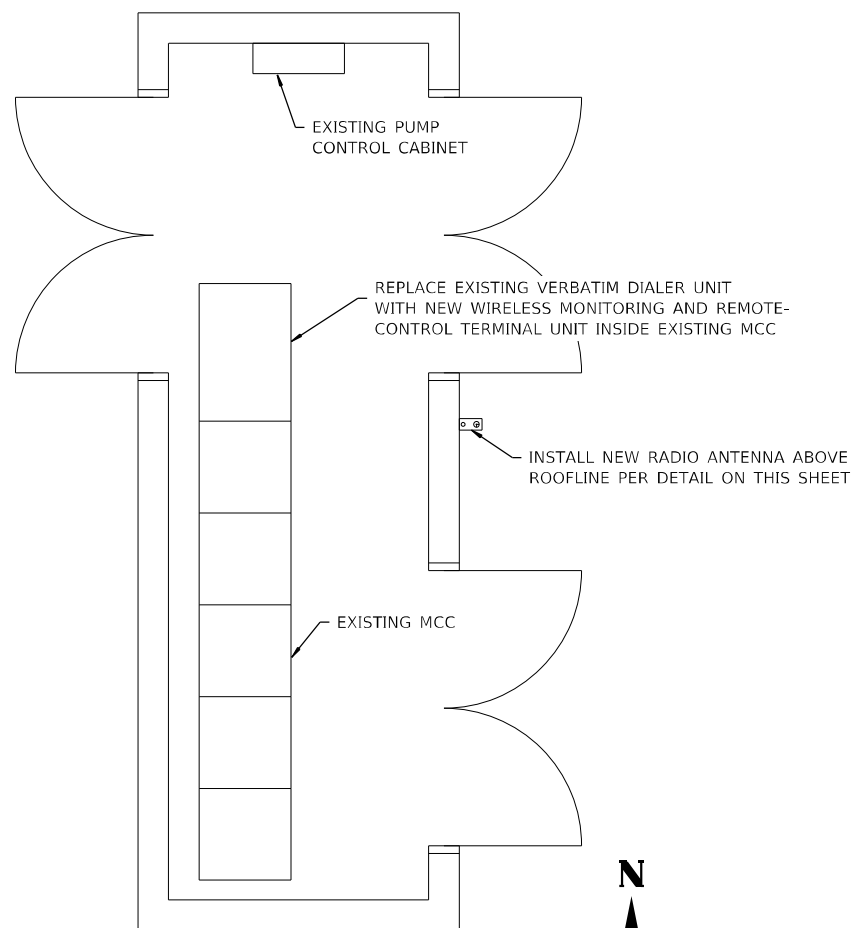 EXISTING PUMP
CONTROL CABINET
REPLACE EXISTING VERBATIM DIALER UNIT
WITH NEW WIRELESS MONITORING AND REMOTE-
CONTROL TERMINAL UNIT INSIDE EXISTING MCC
INSTALL NEW RADIO ANTENNA ABOVE
ROOFLINE PER DETAIL ON THIS SHEET
EXISTING MCC
N